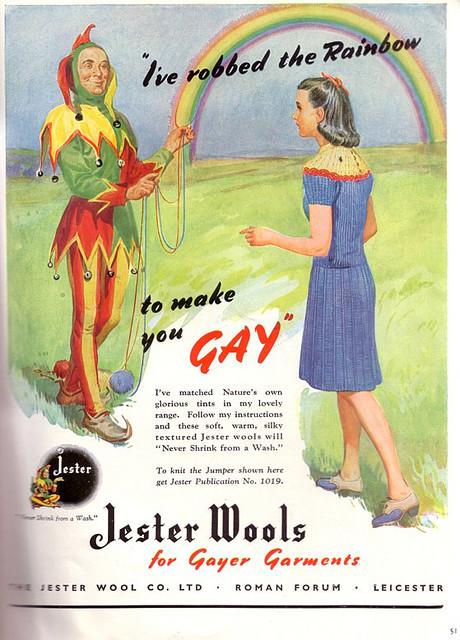 "I've robbed the Rainbow
to make
you GAY"
I've matched Nature's own
glorious tints in my lovely
range. Follow my instructions
and these soft, warm, silky
textured Jester wools will
"Never Shrink from a Wash."
To knit the Jumper shown here
get Jester Publication No. 1019.
Jester
"Never Shrink from a Wash."
Jester Wools
for Gayer Garments
THE JESTER WOOL CO. LTD · ROMAN FORUM · LEICESTER
51